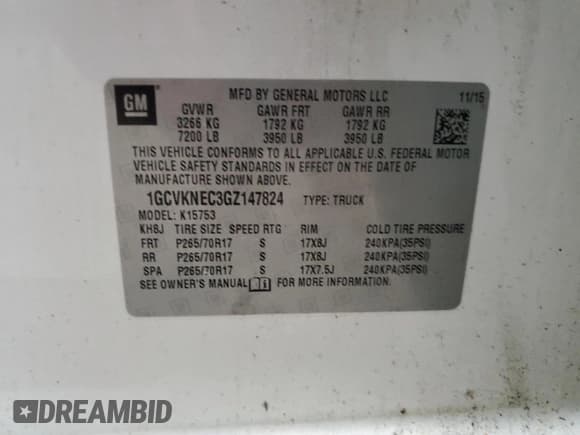 GM
MFD BY GENERAL MOTORS LLC 11/15
GVWR GAWR FRT GAWR RR
3266 KG 1792 KG 1792 KG
7200 LB 3950 LB 3950 LB
THIS VEHICLE CONFORMS TO ALL APPLICABLE U.S. FEDERAL MOTOR
VEHICLE SAFETY STANDARDS IN EFFECT ON THE DATE OF
MANUFACTURE SHOWN ABOVE.
1GCVKNEC3GZ147824 TYPE: TRUCK
MODEL: K15753
KH8J TIRE SIZE SPEED RTG RIM COLD TIRE PRESSURE
FRT P265/70R17 S 17X8J 240KPA(35PSI)
RR P265/70R17 S 17X8J 240KPA(35PSI)
SPA P265/70R17 S 17X7.5J 240KPA(35PSI)
SEE OWNER'S MANUAL FOR MORE INFORMATION.
DREAMBID